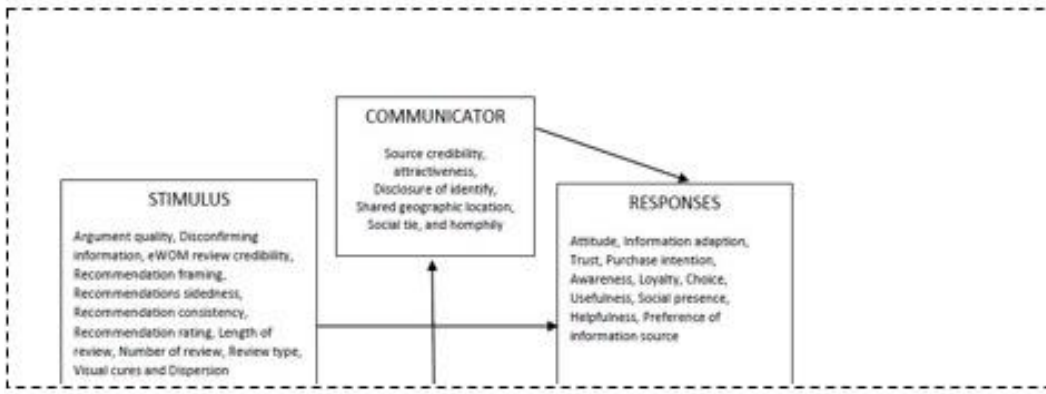 COMMUNICATOR
Source credibility,
attractiveness,
Disclosure of identify,
Shared geographic location,
Social tie, and homphily
STIMULUS
Argument quality, Disconfirming
information, eWOM review credibility,
Recommendation framing,
Recommendations sidedness,
Recommendation consistency,
Recommendation rating, Length of
review, Number of review, Review type,
Visual cures and Dispersion
RESPONSES
Attitude, Information adaption,
Trust, Purchase intention,
Awareness, Loyalty, Choice,
Usefulness, Social presence,
Helpfulness, Preference of
information source